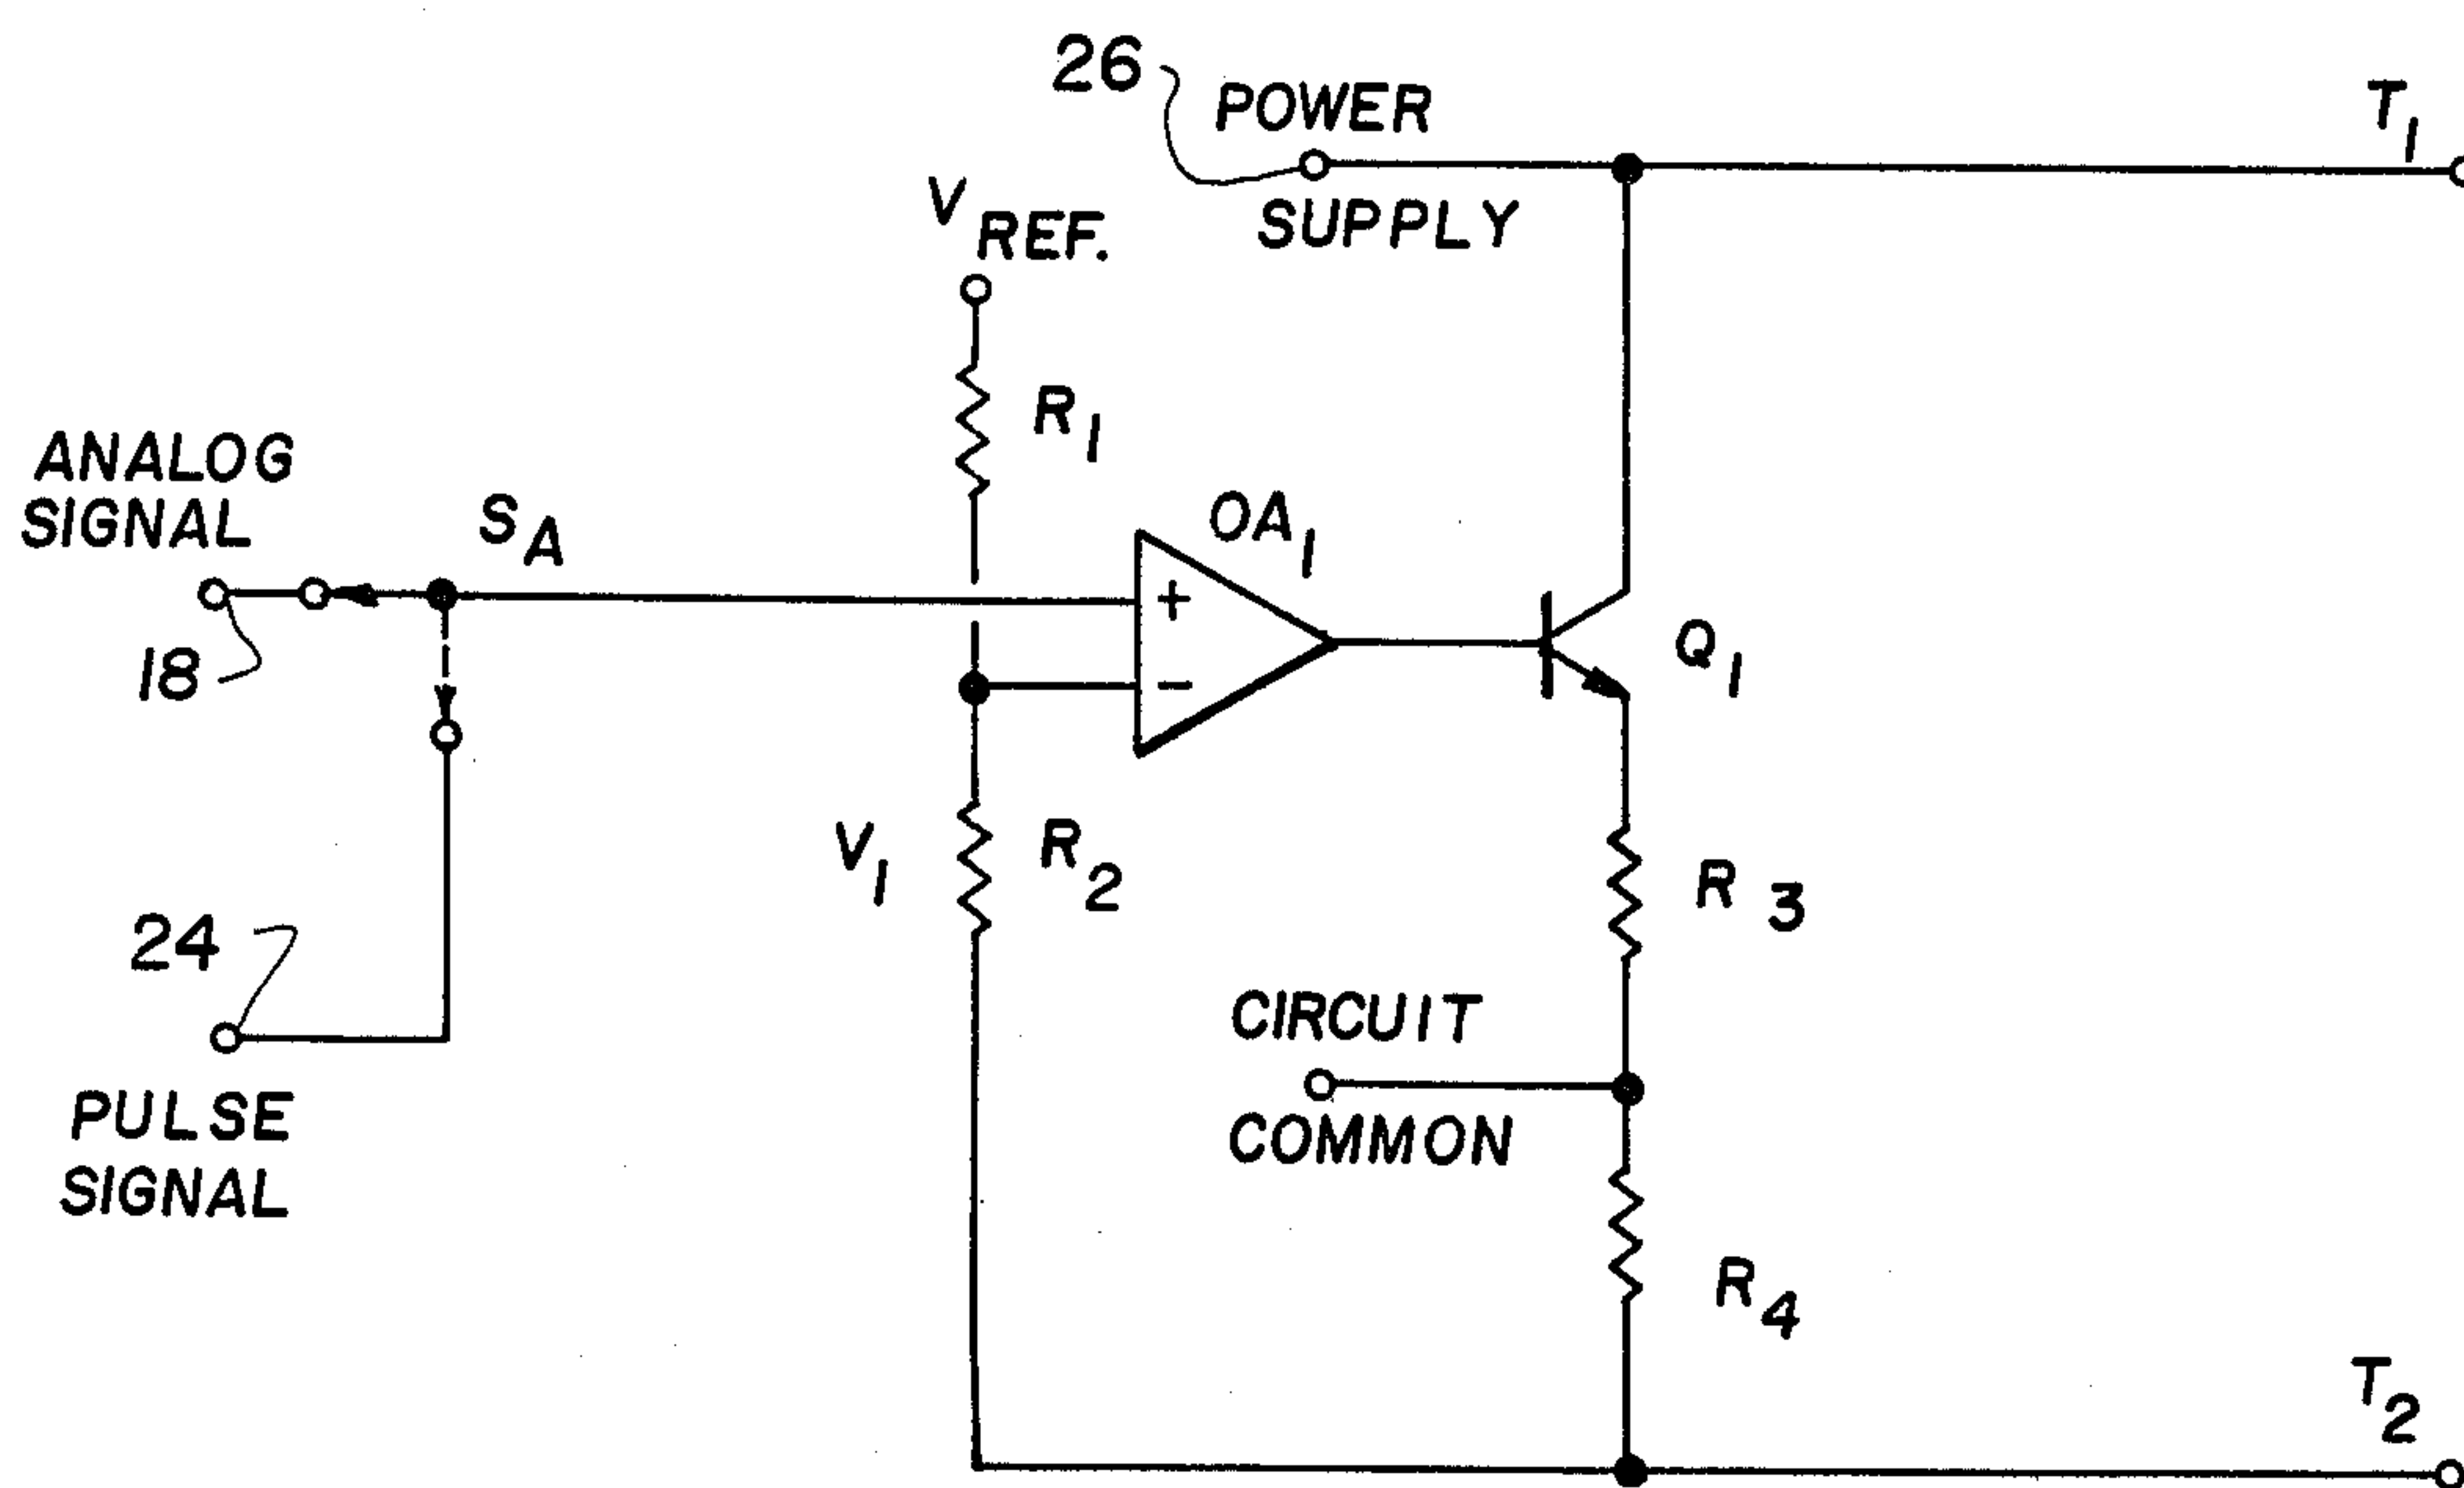 26
POWER
SUPPLY
T1
VREF.
R1
ANALOG
SIGNAL
SA
OA1
+
−
18
Q1
V1
R2
R3
24
CIRCUIT
COMMON
PULSE
SIGNAL
R4
T2